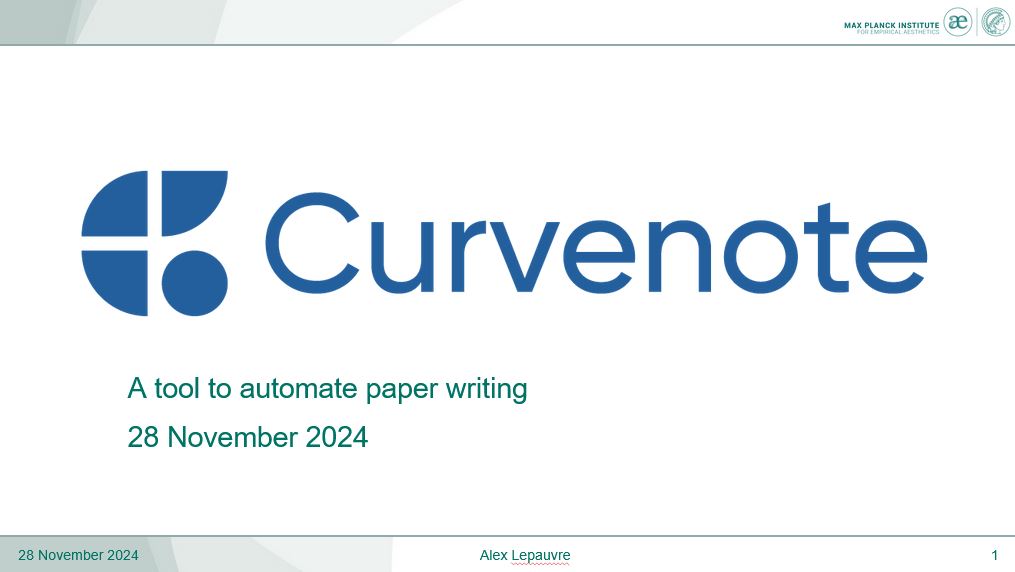 MAX PLANCK INSTITUTE
FOR EMPIRICAL AESTHETICS
æ
Curvenote
A tool to automate paper writing
28 November 2024
28 November 2024
Alex Lepauvre
1